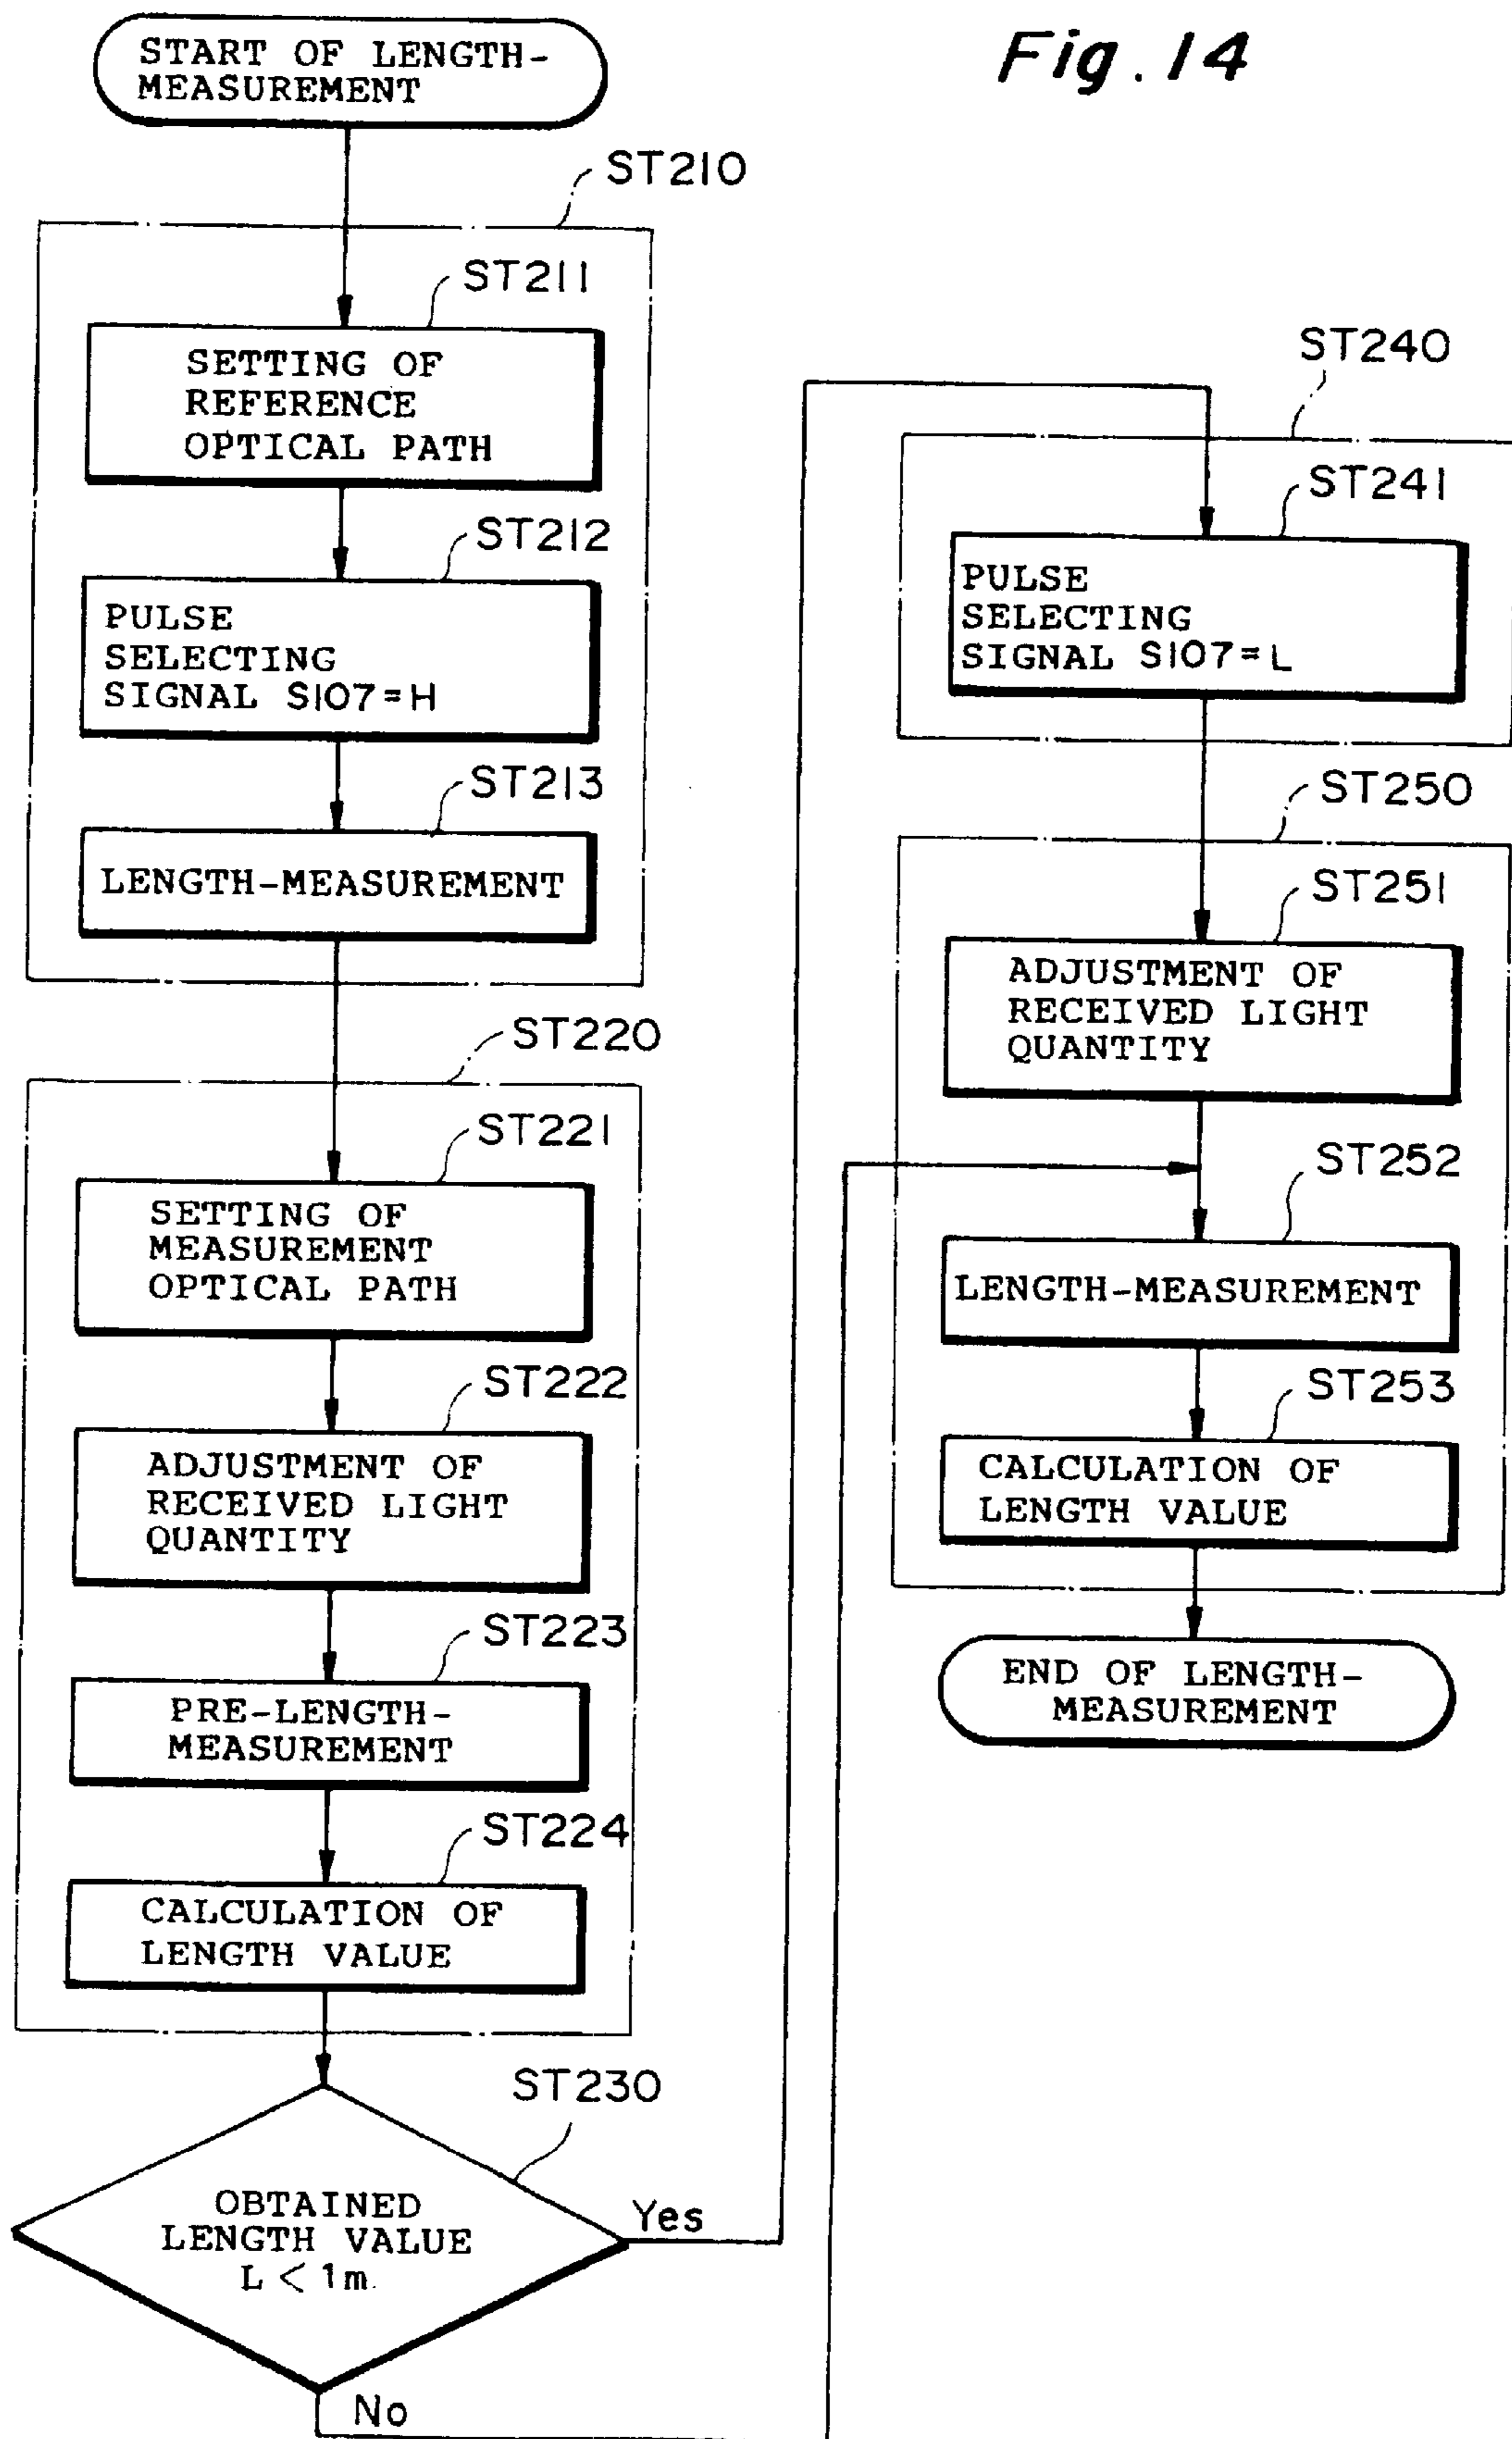 Fig. 14
START OF LENGTH-
MEASUREMENT
ST210
ST211
SETTING OF
REFERENCE
OPTICAL PATH
ST212
PULSE
SELECTING
SIGNAL S107=H
ST213
LENGTH-MEASUREMENT
ST220
ST221
SETTING OF
MEASUREMENT
OPTICAL PATH
ST222
ADJUSTMENT OF
RECEIVED LIGHT
QUANTITY
ST223
PRE-LENGTH-
MEASUREMENT
ST224
CALCULATION OF
LENGTH VALUE
ST230
OBTAINED
LENGTH VALUE
L < 1m
Yes
No
ST240
ST241
PULSE
SELECTING
SIGNAL S107=L
ST250
ST251
ADJUSTMENT OF
RECEIVED LIGHT
QUANTITY
ST252
LENGTH-MEASUREMENT
ST253
CALCULATION OF
LENGTH VALUE
END OF LENGTH-
MEASUREMENT